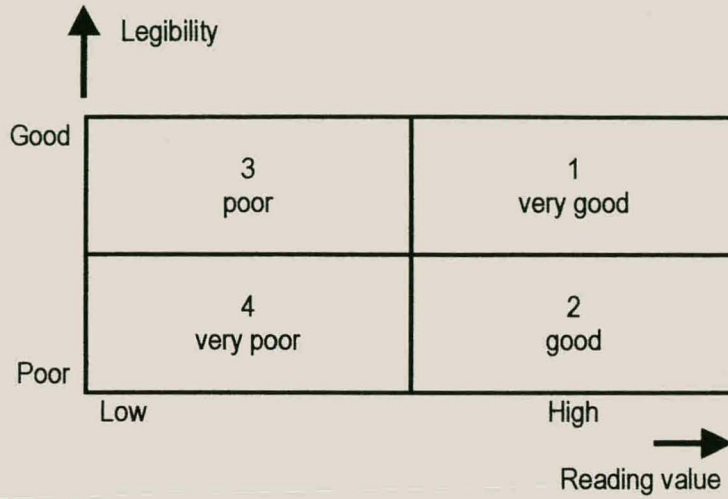 Legibility
Good
3
poor
1
very good
4
very poor
2
good
Poor
Low
High
Reading value